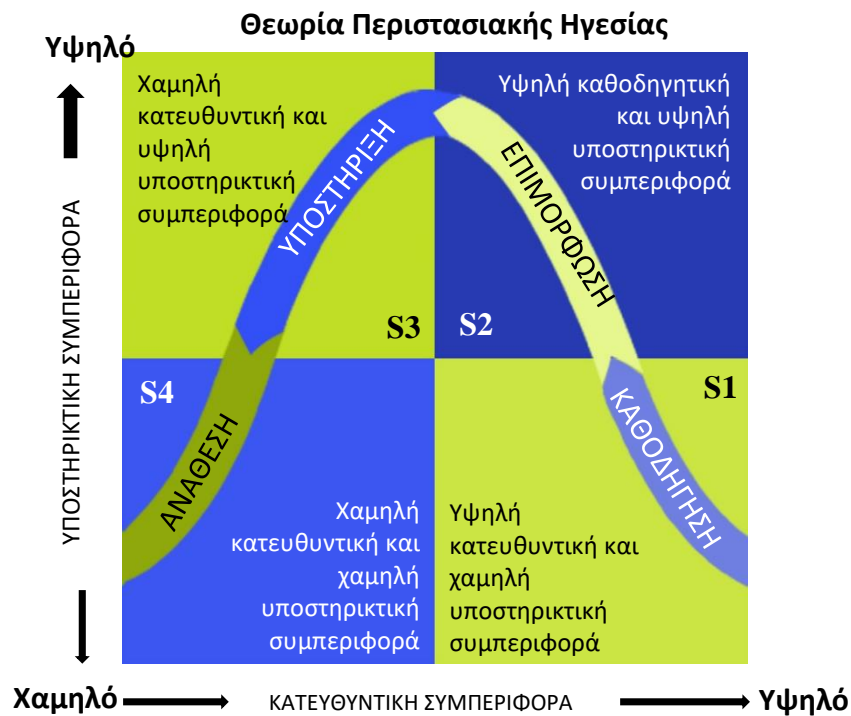 Θεωρία Περιστασιακής Ηγεσίας
Υψηλό
Χαμηλή
κατευθυντική και
υψηλή
υποστηρικτική
συμπεριφορά
Υψηλή καθοδηγητική
και υψηλή
υποστηρικτική
συμπεριφορά
ΥΠΟΣΤΗΡΙΞΗ
ΕΠΙΜΟΡΦΩΣΗ
S3
S2
ΥΠΟΣΤΗΡΙΚΤΙΚΗ ΣΥΜΠΕΡΙΦΟΡΑ
S4
S1
ΑΝΑΘΕΣΗ
ΚΑΘΟΔΗΓΗΣΗ
Χαμηλή
κατευθυντική και
χαμηλή
υποστηρικτική
συμπεριφορά
Υψηλή
κατευθυντική και
χαμηλή
υποστηρικτική
συμπεριφορά
Χαμηλό
ΚΑΤΕΥΘΥΝΤΙΚΗ ΣΥΜΠΕΡΙΦΟΡΑ
Υψηλό